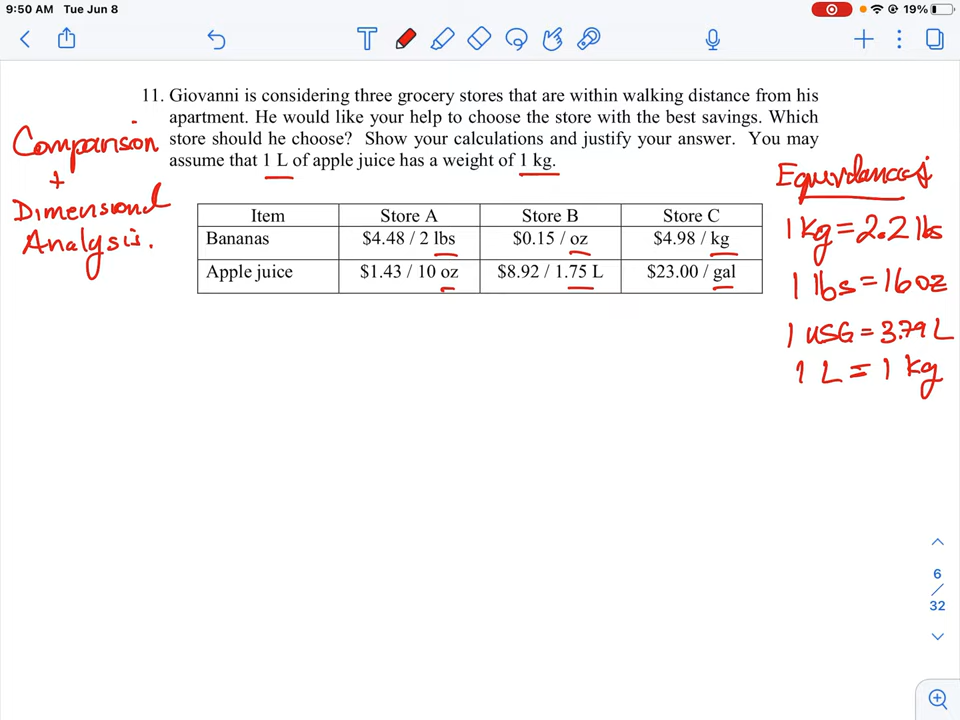 9:50 AM Tue Jun 8
19%
11. Giovanni is considering three grocery stores that are within walking distance from his
apartment. He would like your help to choose the store with the best savings. Which
store should he choose? Show your calculations and justify your answer. You may
assume that 1 L of apple juice has a weight of 1 kg.
Comparision
+
Dimensional
Analysis.
Item Store A Store B Store C
Bananas $4.48 / 2 lbs $0.15 / oz $4.98 / kg
Apple juice $1.43 / 10 oz $8.92 / 1.75 L $23.00 / gal
1 kg = 2.2 lbs
1 lbs = 16 oz
1 USG = 3.79 L
1 L = 1 kg
6
/
32